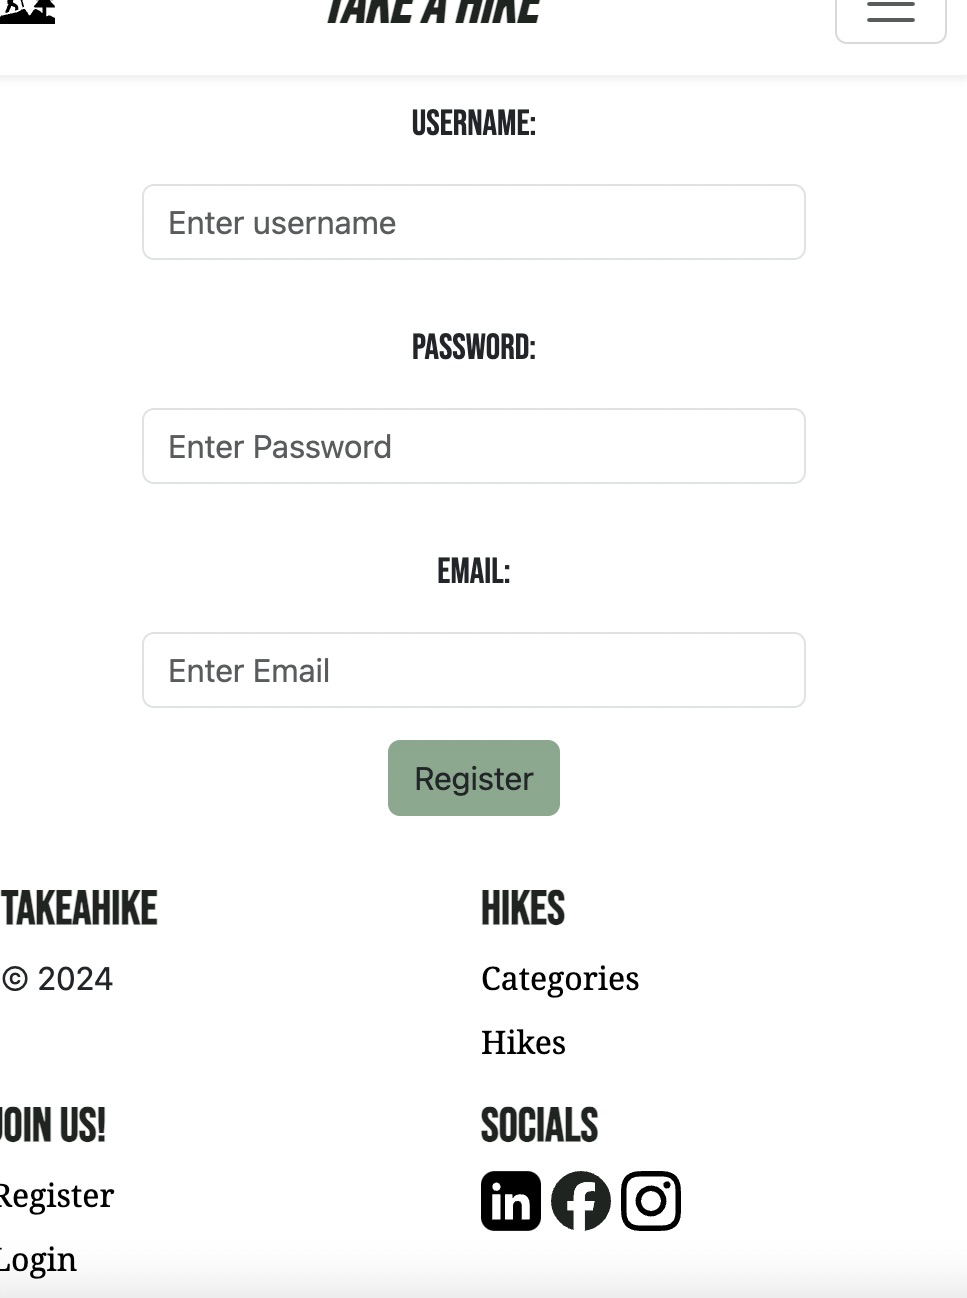 TAKE A HIKE
USERNAME:
Enter username
PASSWORD:
Enter Password
EMAIL:
Enter Email
Register
TAKEAHIKE
© 2024
HIKES
Categories
Hikes
JOIN US!
Register
Login
SOCIALS
in